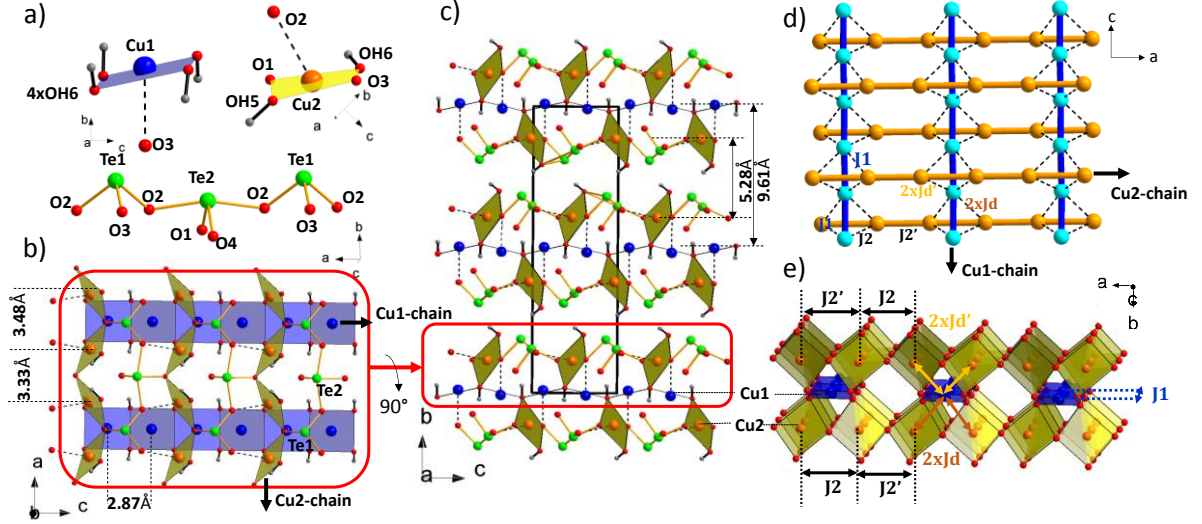 a)
O2
Cu1
4xOH6
O3
b
a
c
O1
OH6
O3
OH5
Cu2
b
a
c
Te1
Te2
Te1
O2
O2
O2
O2
O3
O1
O4
O3
b
a
c
b)
3.48Å
3.33Å
Cu1-chain
Te2
Te1
2.87Å
Cu2-chain
a
b
c
90°
c)
5.28Å
9.61Å
Cu1
Cu2
b
a
c
d)
c
a
J1
2xJd'
2xJd
J1
J2
J2'
Cu2-chain
Cu1-chain
e)
a
c
b
J2'
J2
2xJd'
J1
2xJd
J2
J2'